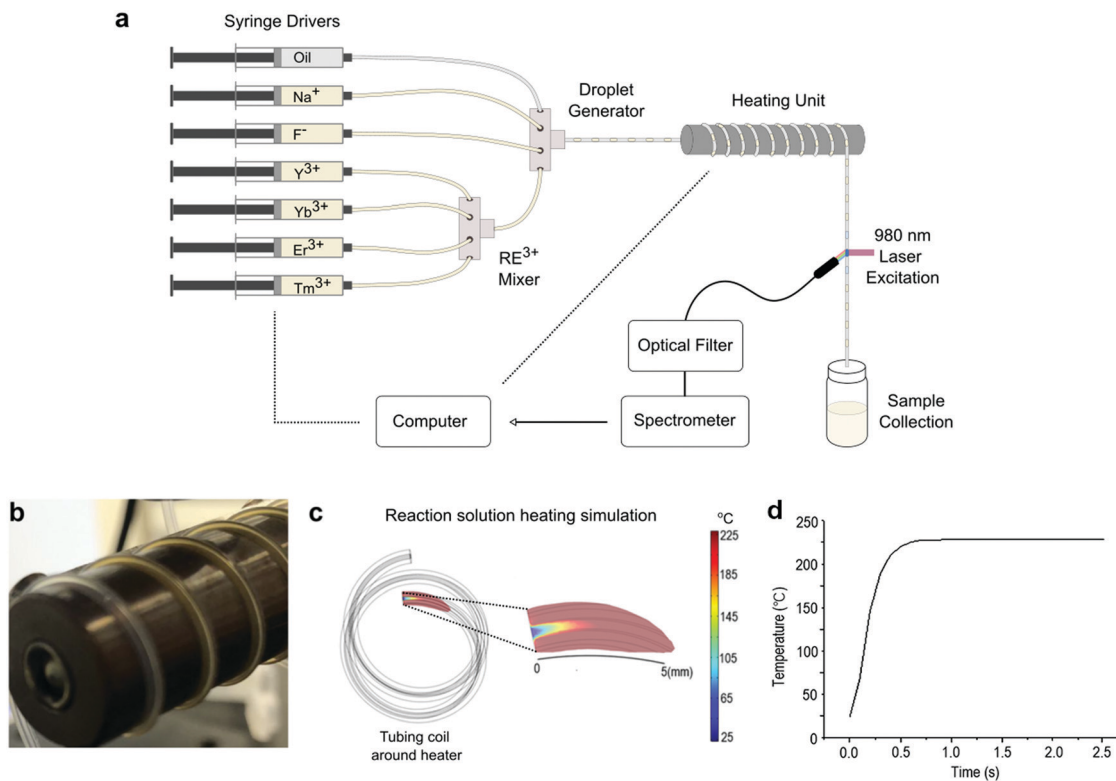 a
Syringe Drivers
Oil
Na+
F-
Y3+
Yb3+
Er3+
Tm3+
RE3+
Mixer
Droplet
Generator
Heating Unit
980 nm
Laser
Excitation
Optical Filter
Spectrometer
Computer
Sample
Collection
b
c
Reaction solution heating simulation
°C
225
185
145
105
65
25
0
5(mm)
Tubing coil
around heater
d
Temperature (°C)
250
200
150
100
50
0
0.0
0.5
1.0
1.5
2.0
2.5
Time (s)